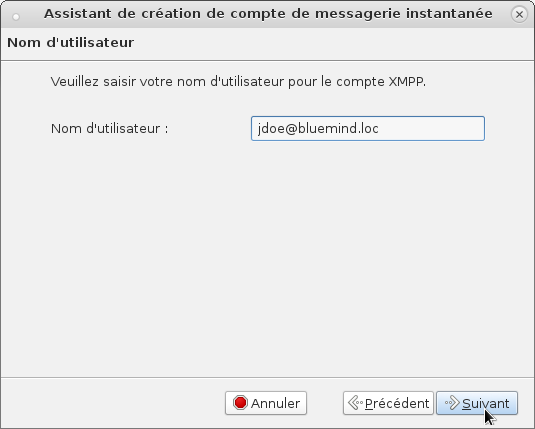 Assistant de création de compte de messagerie instantanée
Nom d'utilisateur
Veuillez saisir votre nom d'utilisateur pour le compte XMPP.
Nom d'utilisateur : jdoe@bluemind.loc
Annuler Précédent Suivant